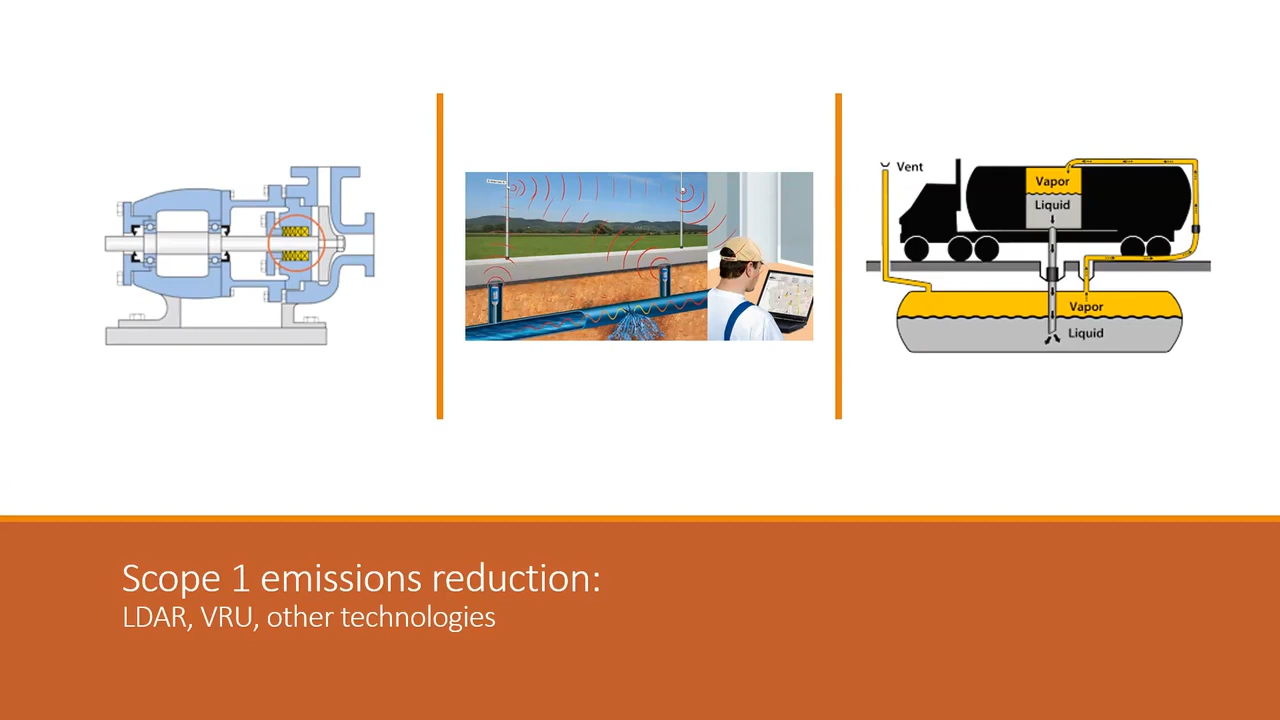 Vent
Vapor
Liquid
Vapor
Liquid
Scope 1 emissions reduction:
LDAR, VRU, other technologies